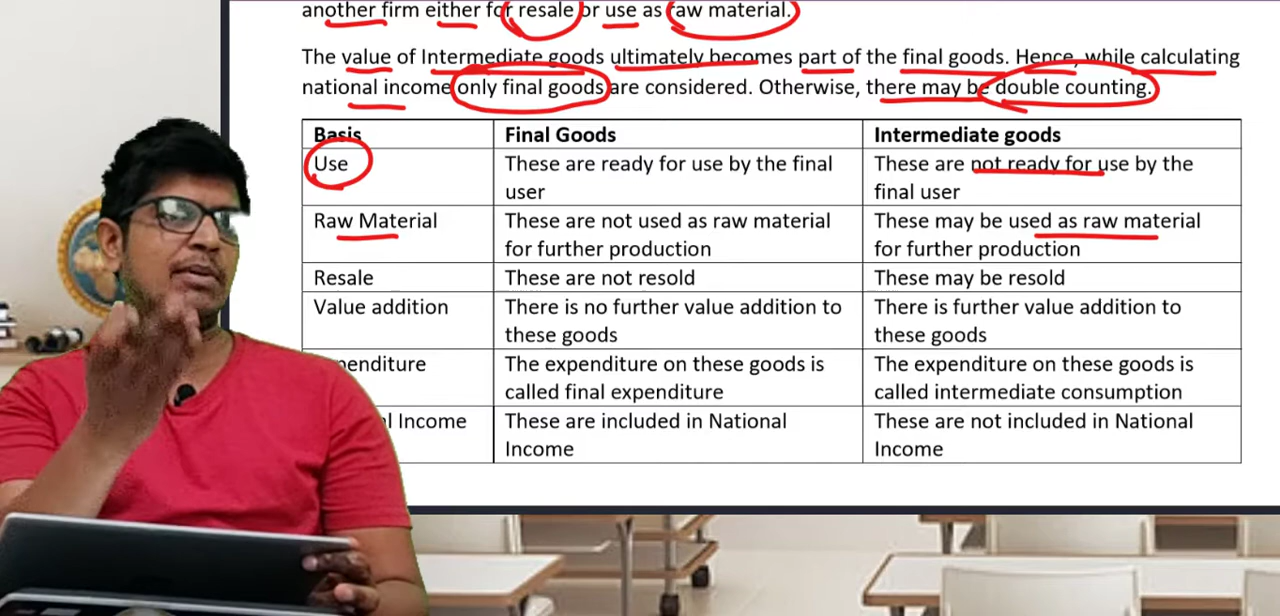 another firm either for resale or use as raw material.
The value of Intermediate goods ultimately becomes part of the final goods. Hence, while calculating
national income only final goods are considered. Otherwise, there may be double counting.
Basis Final Goods Intermediate goods
Use These are ready for use by the final user These are not ready for use by the final user
Raw Material These are not used as raw material for further production These may be used as raw material for further production
Resale These are not resold These may be resold
Value addition There is no further value addition to these goods There is further value addition to these goods
penditure The expenditure on these goods is called final expenditure The expenditure on these goods is called intermediate consumption
l Income These are included in National Income These are not included in National Income